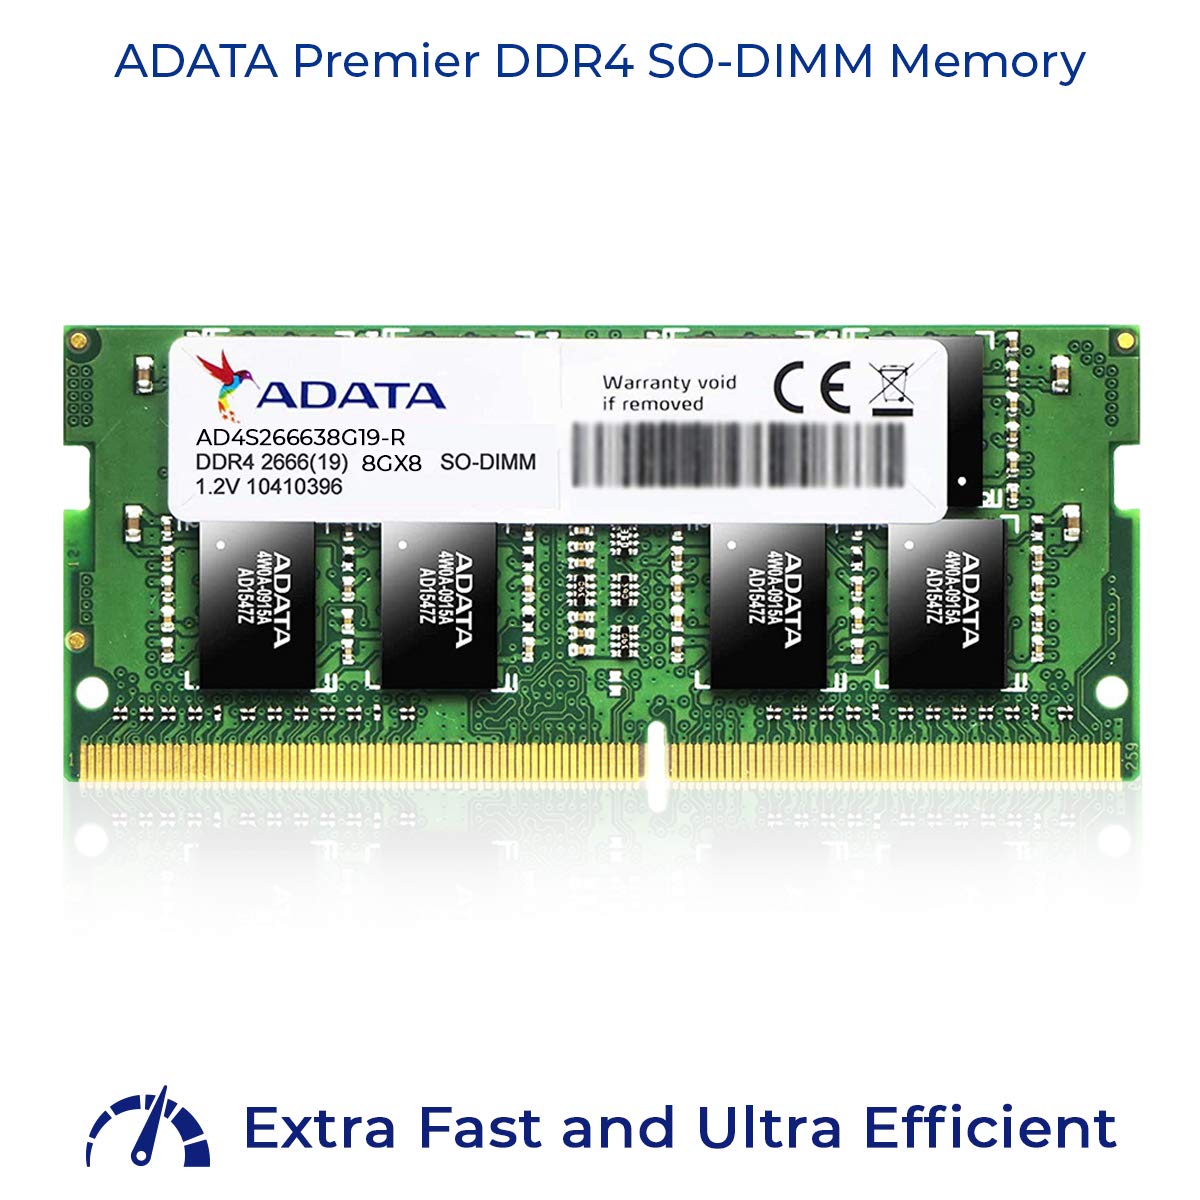 ADATA Premier DDR4 SO-DIMM Memory
ADATA
Warranty void
if removed
CE
AD4S266638G19-R
DDR4 2666(19) 8GX8 SO-DIMM
1.2V 10410396
ADATA
4W0A-0915A
AD1547Z
ADATA
4W0A-0915A
AD1547Z
ADATA
4W0A-0915A
AD1547Z
ADATA
4W0A-0915A
AD1547Z
259
Extra Fast and Ultra Efficient